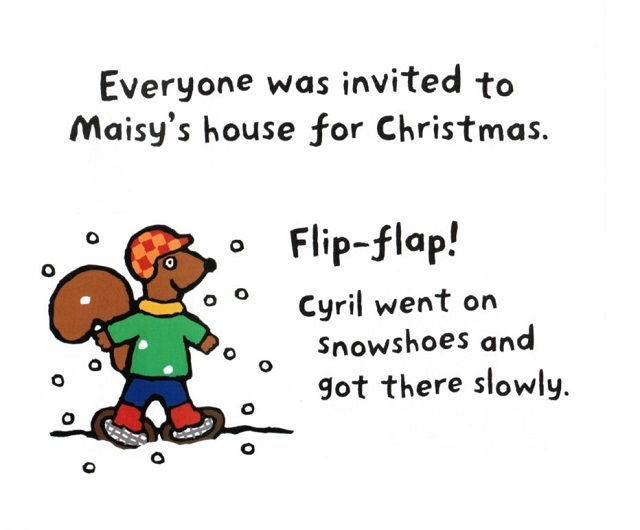 Everyone was invited to
Maisy's house for Christmas.
Flip-flap!
Cyril went on
snowshoes and
got there slowly.